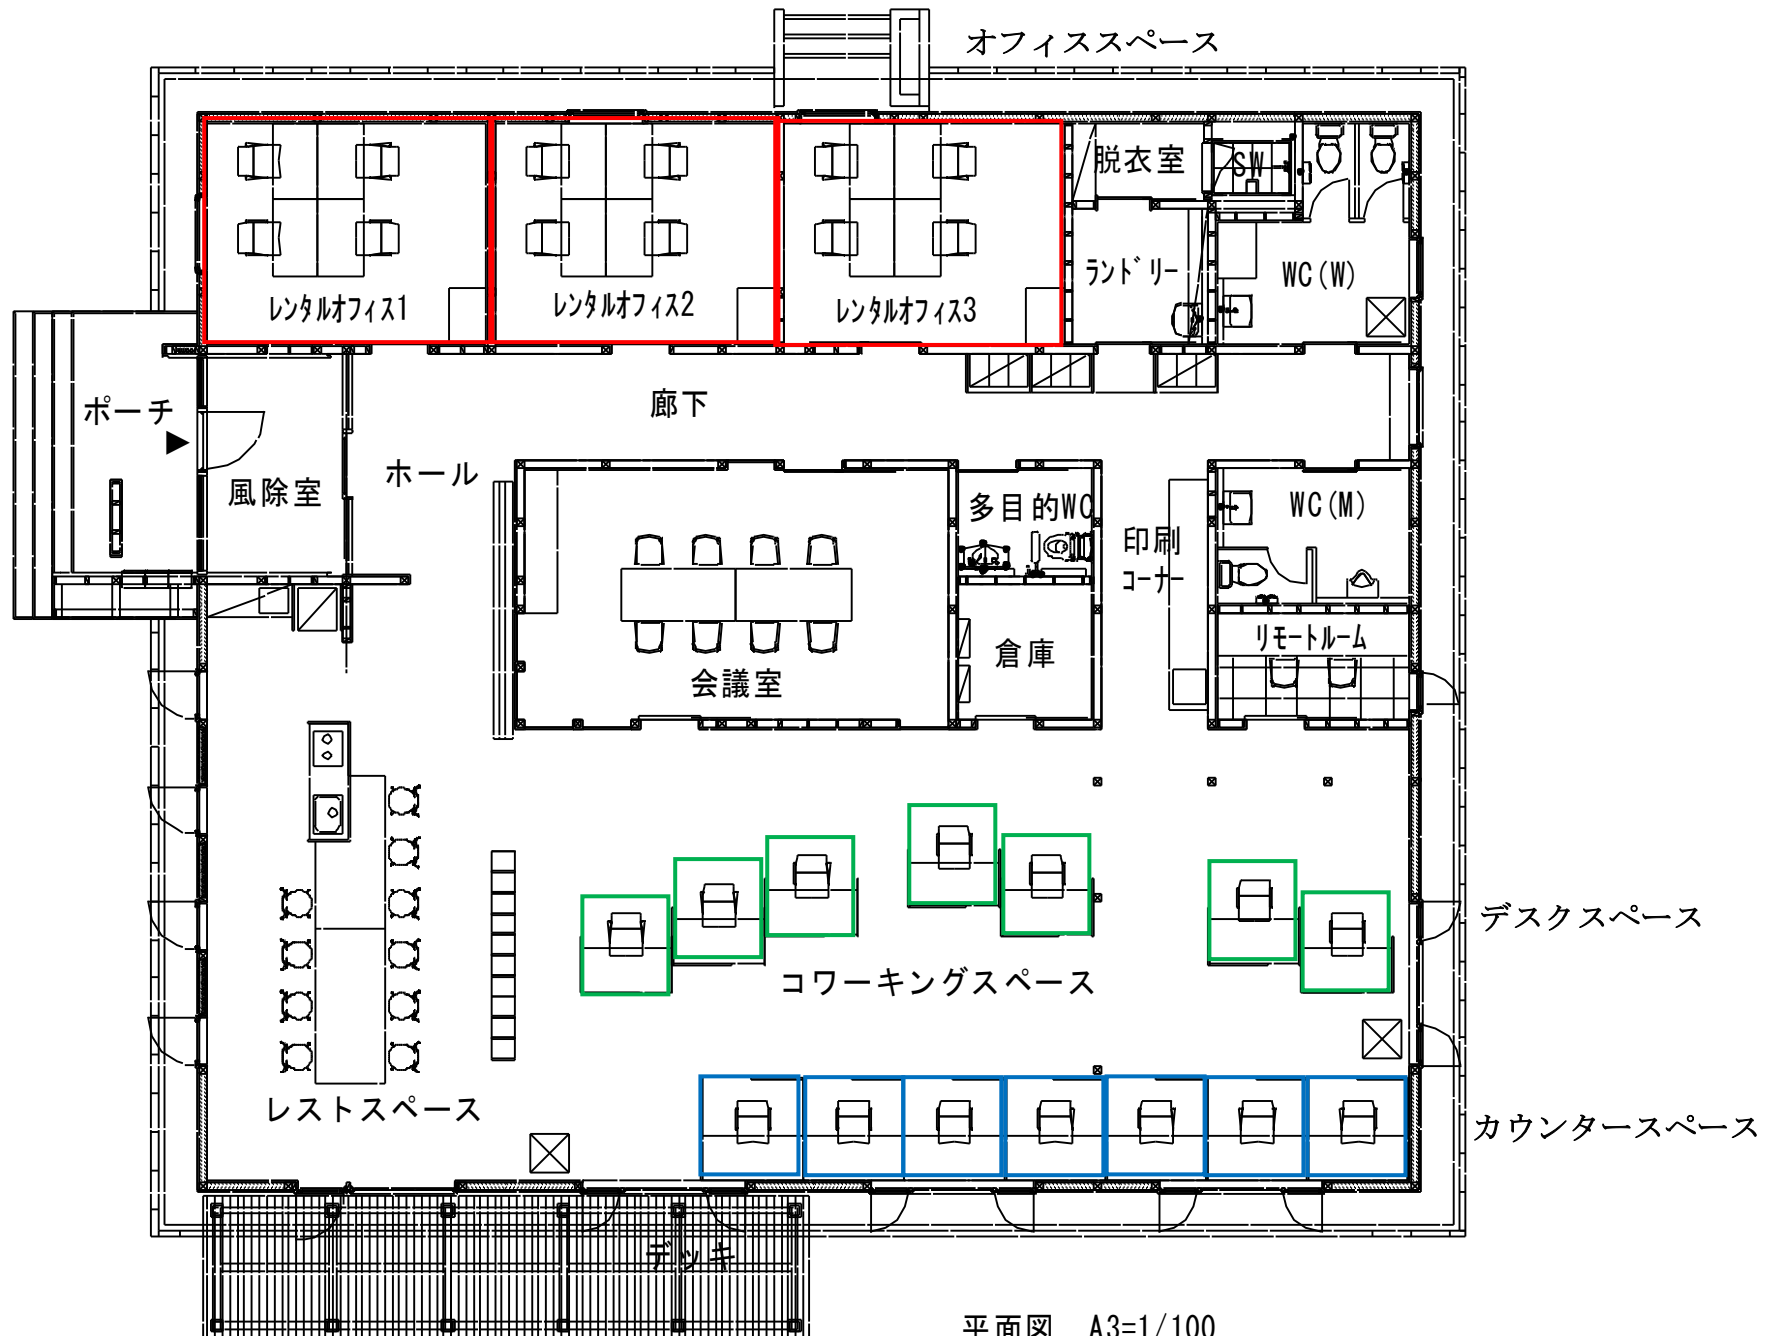 オフィススペース
脱衣室
SW
レンタルオフィス1
レンタルオフィス2
レンタルオフィス3
ランドリー
WC(W)
ポーチ
廊下
ホール
風除室
多目的WC
印刷
コーナー
WC(M)
倉庫
リモートルーム
会議室
デスクスペース
コワーキングスペース
レストスペース
カウンタースペース
デッキ
平面図 A3=1/100